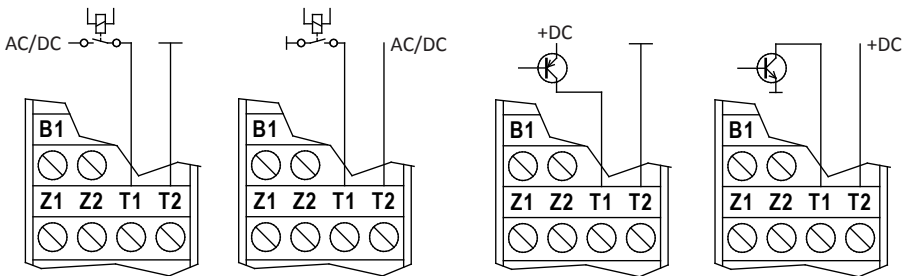 AC/DC
B1
Z1 Z2 T1 T2
AC/DC
B1
Z1 Z2 T1 T2
+DC
B1
Z1 Z2 T1 T2
+DC
B1
Z1 Z2 T1 T2